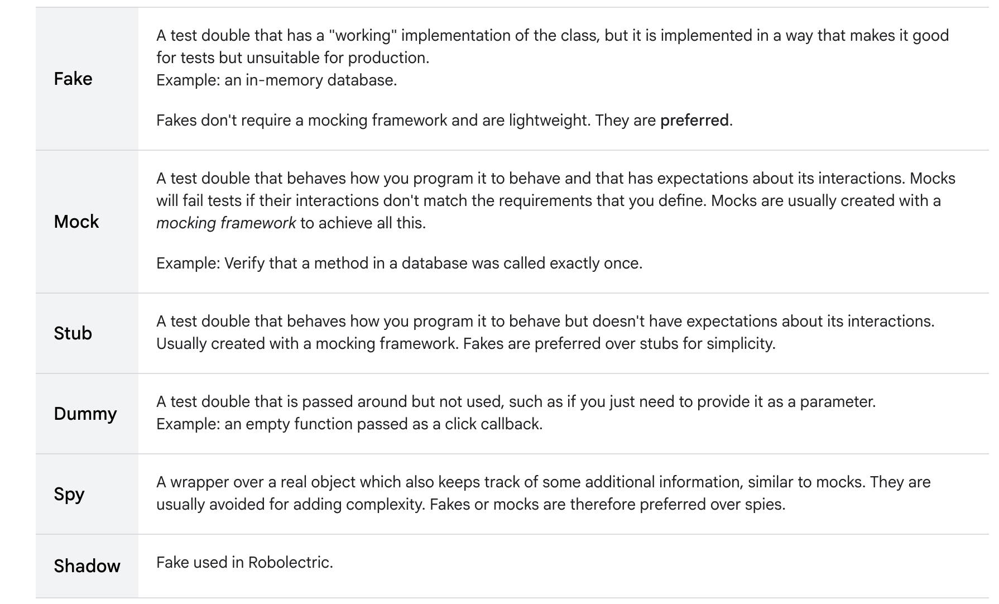 Fake
A test double that has a "working" implementation of the class, but it is implemented in a way that makes it good
for tests but unsuitable for production.
Example: an in-memory database.
Fakes don't require a mocking framework and are lightweight. They are preferred.
Mock
A test double that behaves how you program it to behave and that has expectations about its interactions. Mocks
will fail tests if their interactions don't match the requirements that you define. Mocks are usually created with a
mocking framework to achieve all this.
Example: Verify that a method in a database was called exactly once.
Stub
A test double that behaves how you program it to behave but doesn't have expectations about its interactions.
Usually created with a mocking framework. Fakes are preferred over stubs for simplicity.
Dummy
A test double that is passed around but not used, such as if you just need to provide it as a parameter.
Example: an empty function passed as a click callback.
Spy
A wrapper over a real object which also keeps track of some additional information, similar to mocks. They are
usually avoided for adding complexity. Fakes or mocks are therefore preferred over spies.
Shadow
Fake used in Robolectric.